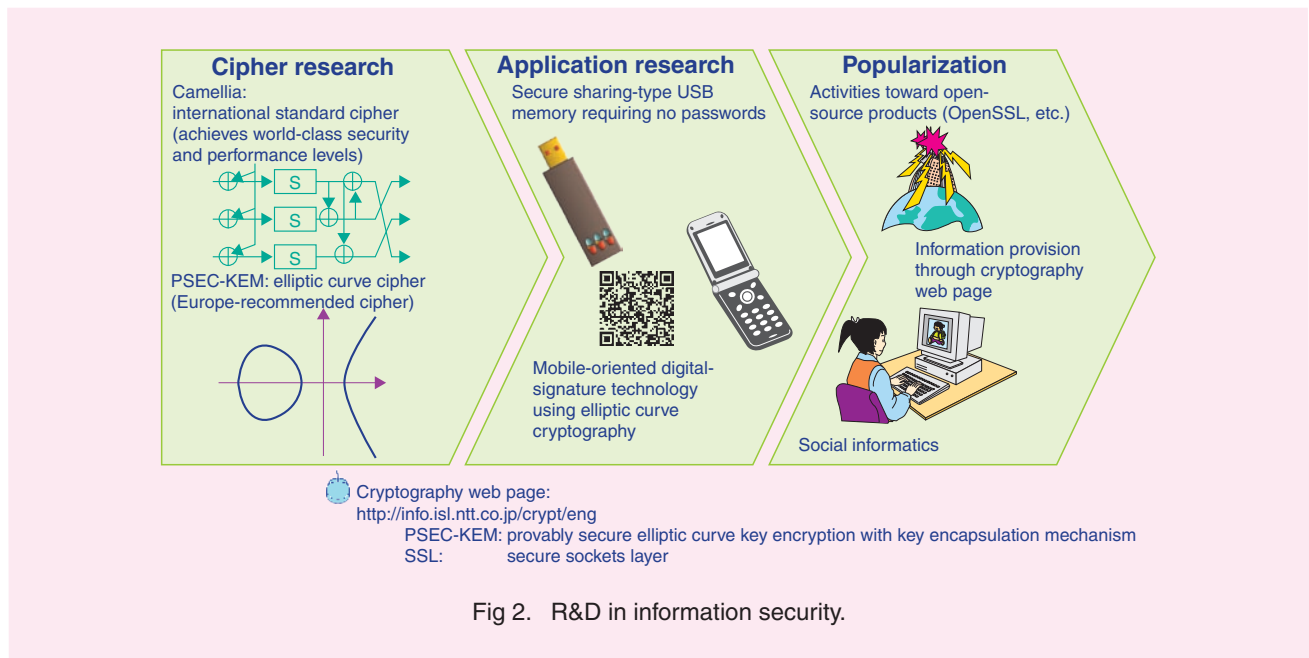 Cipher research
Camellia:
international standard cipher
(achieves world-class security
and performance levels)
S
S
S
PSEC-KEM: elliptic curve cipher
(Europe-recommended cipher)
Application research
Secure sharing-type USB
memory requiring no passwords
Mobile-oriented digital-
signature technology
using elliptic curve
cryptography
Popularization
Activities toward open-
source products (OpenSSL, etc.)
Information provision
through cryptography
web page
Social informatics
Cryptography web page:
http://info.isl.ntt.co.jp/crypt/eng
PSEC-KEM: provably secure elliptic curve key encryption with key encapsulation mechanism
SSL: secure sockets layer
Fig 2. R&D in information security.